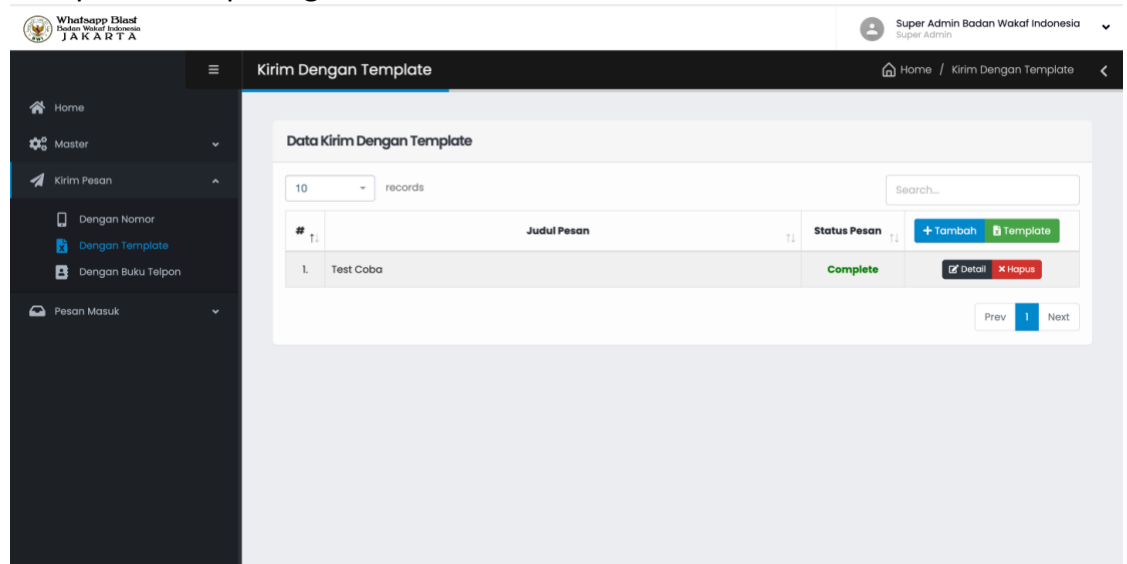 Whatsapp Blast
Badan Wakaf Indonesia
JAKARTA
Super Admin Badan Wakaf Indonesia
Super Admin
Kirim Dengan Template
Home / Kirim Dengan Template
Home
Master
Kirim Pesan
Dengan Nomor
Dengan Template
Dengan Buku Telpon
Pesan Masuk
Data Kirim Dengan Template
10 records
Search...
# Judul Pesan Status Pesan + Tambah Template
1. Test Coba Complete Detail × Hapus
Prev 1 Next